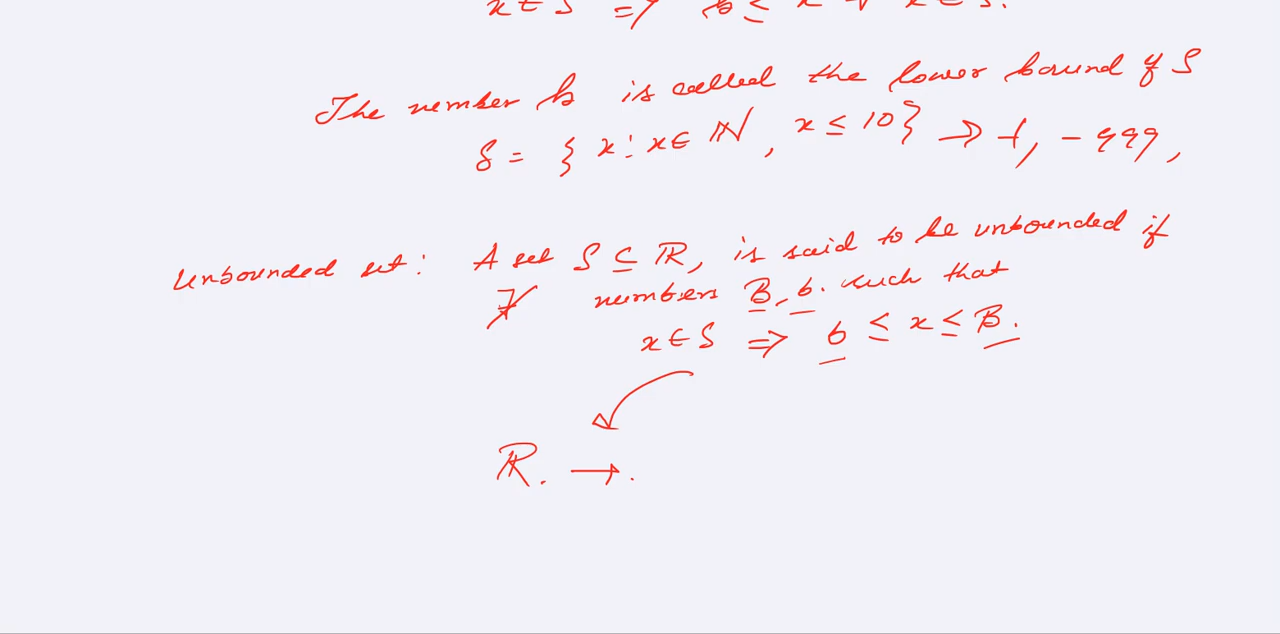 x ∈ S => b ≤ x ∀ x ∈ S.
The number b is called the lower bound of S
S = { x : x ∈ ℕ, x ≤ 10} => -1, -999,
Unbounded set : A set S ⊆ ℝ, is said to be unbounded if
∄ numbers B, b. such that
x ∈ S => b ≤ x ≤ B.
ℝ. →.